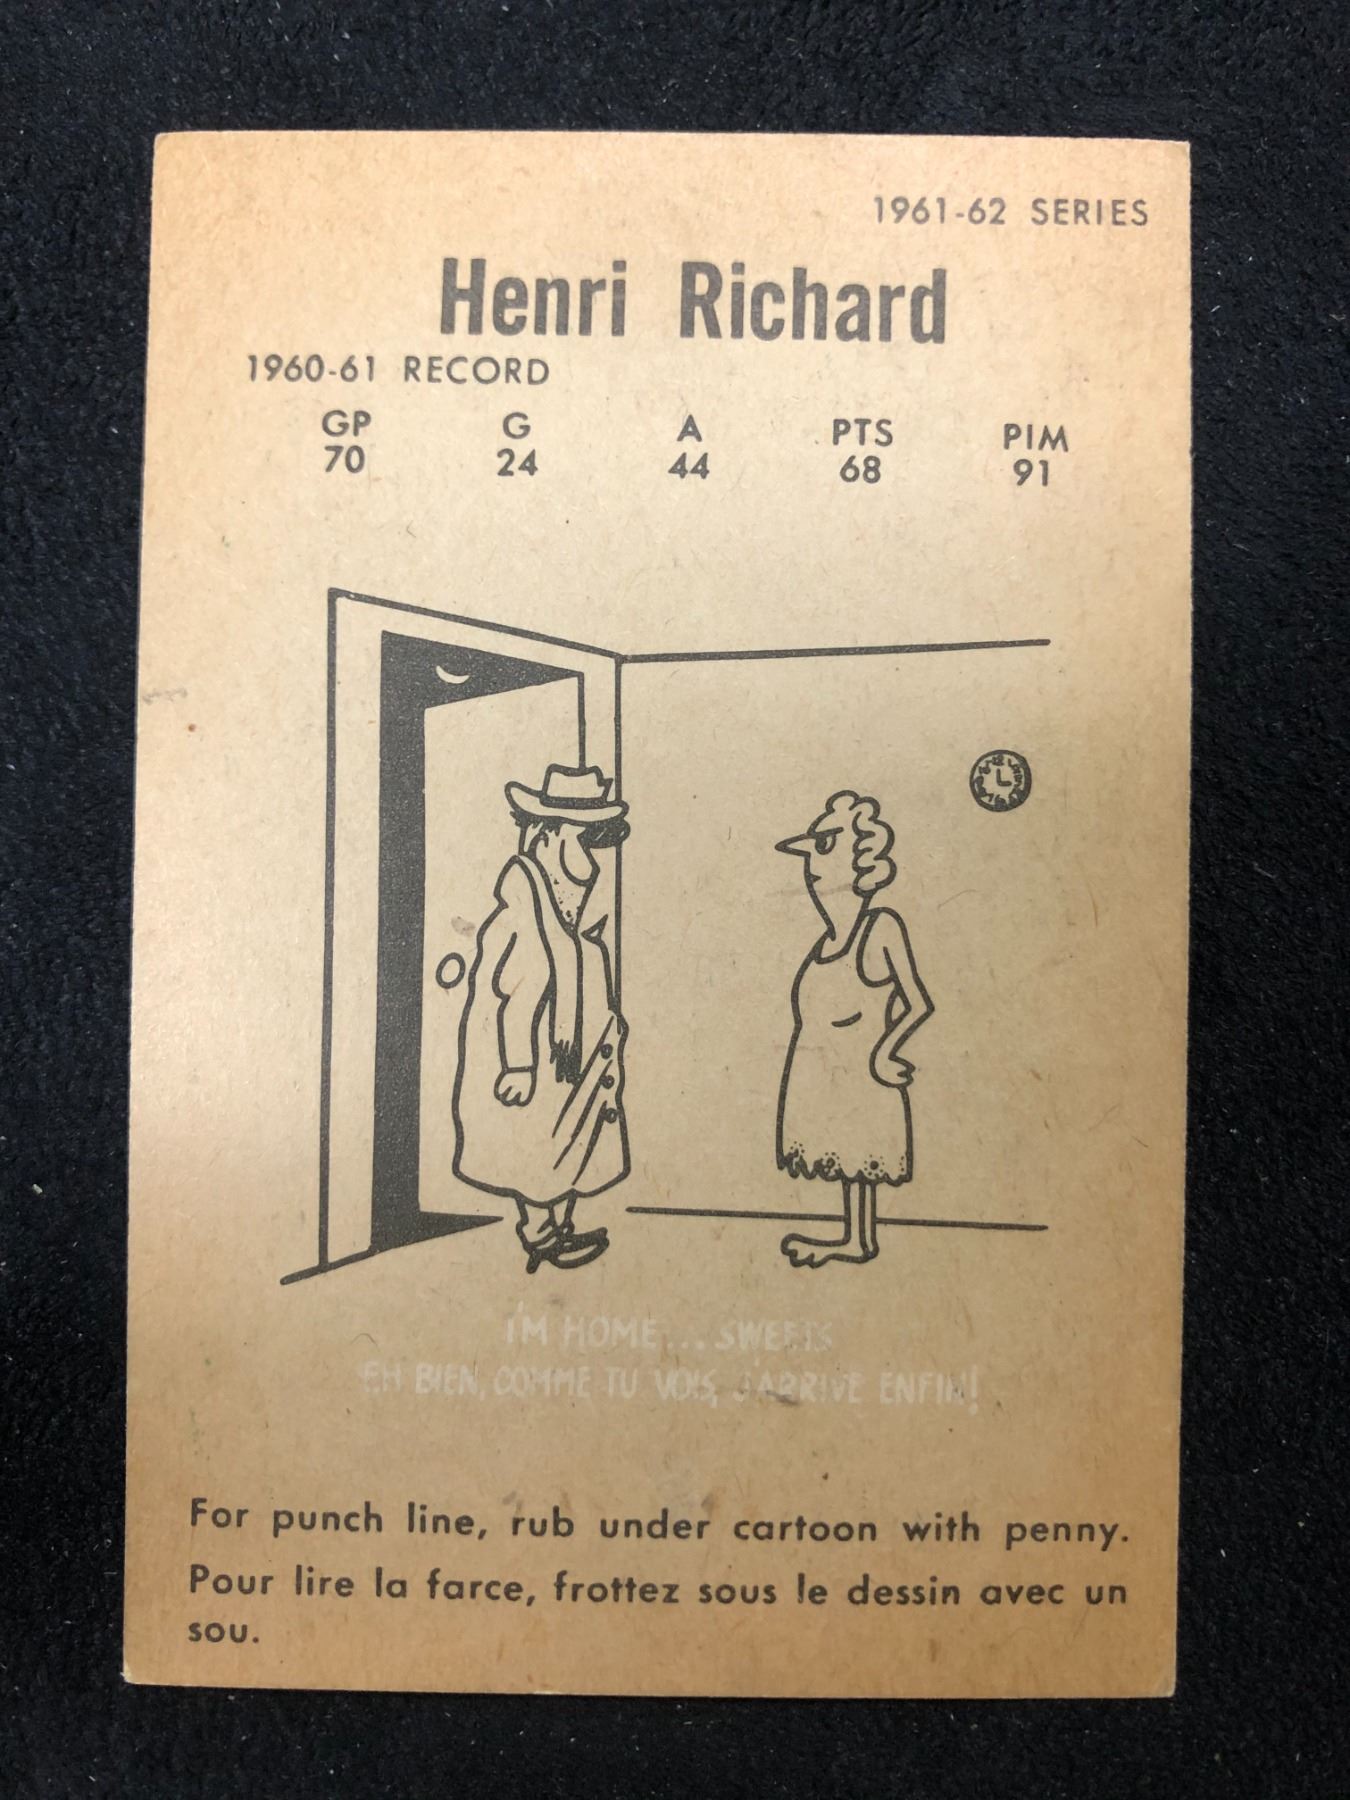 1961-62 SERIES
Henri Richard
1960-61 RECORD
GP G A PTS PIM
70 24 44 68 91
I'M HOME... SWEETS
EH BIEN, COMME TU VOIS, J'ARRIVE ENFIN!
For punch line, rub under cartoon with penny.
Pour lire la farce, frottez sous le dessin avec un
sou.